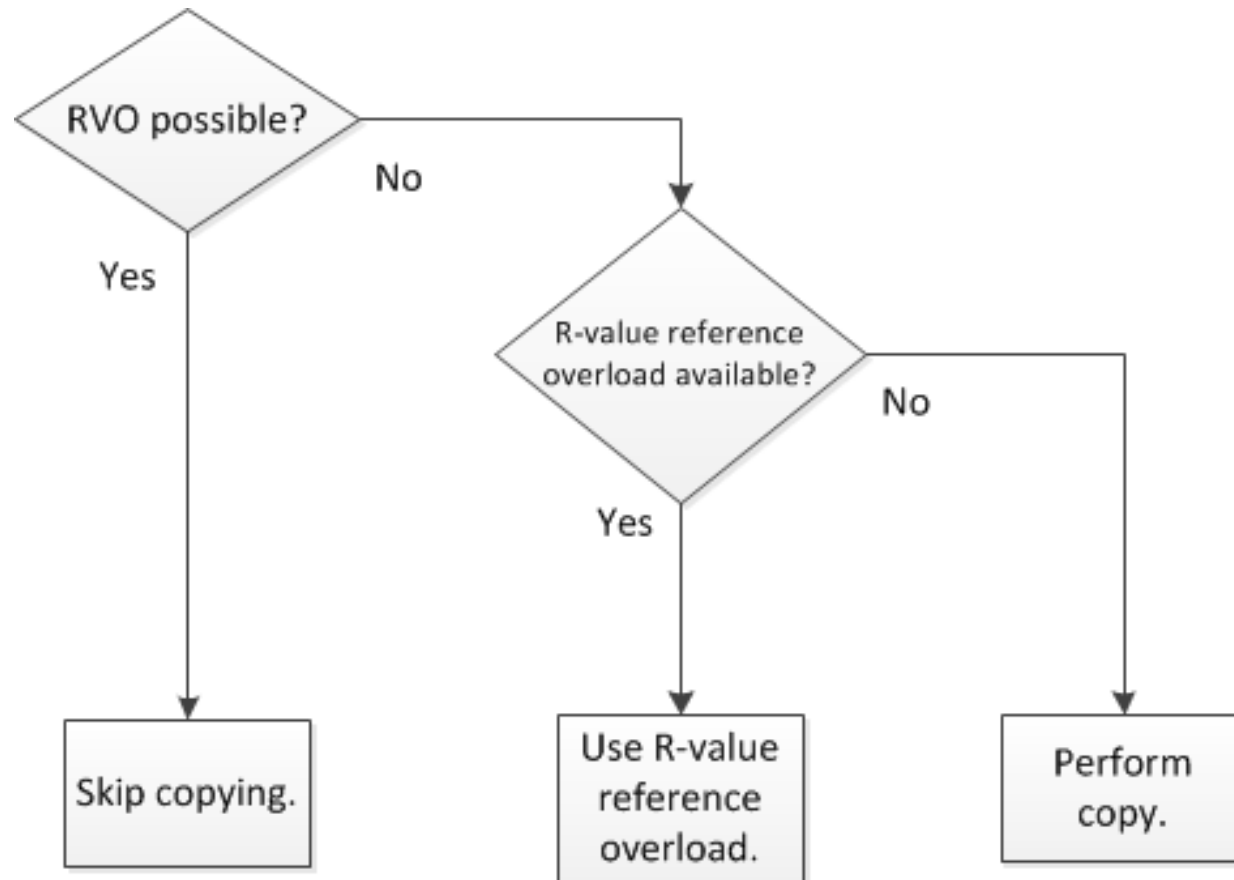 RVO possible?
No
Yes
R-value reference
overload available?
No
Yes
Skip copying.
Use R-value
reference
overload.
Perform
copy.